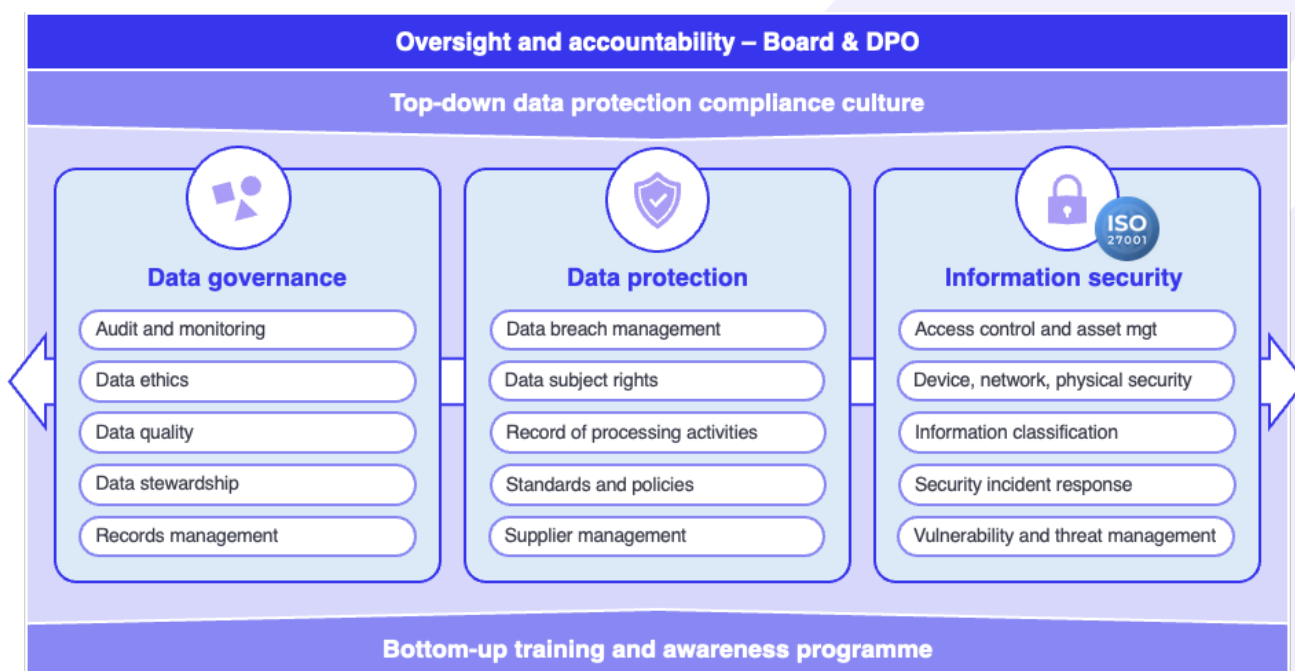 Oversight and accountability – Board & DPO
Top-down data protection compliance culture
Data governance
Audit and monitoring
Data ethics
Data quality
Data stewardship
Records management
Data protection
Data breach management
Data subject rights
Record of processing activities
Standards and policies
Supplier management
ISO
27001
Information security
Access control and asset mgt
Device, network, physical security
Information classification
Security incident response
Vulnerability and threat management
Bottom-up training and awareness programme